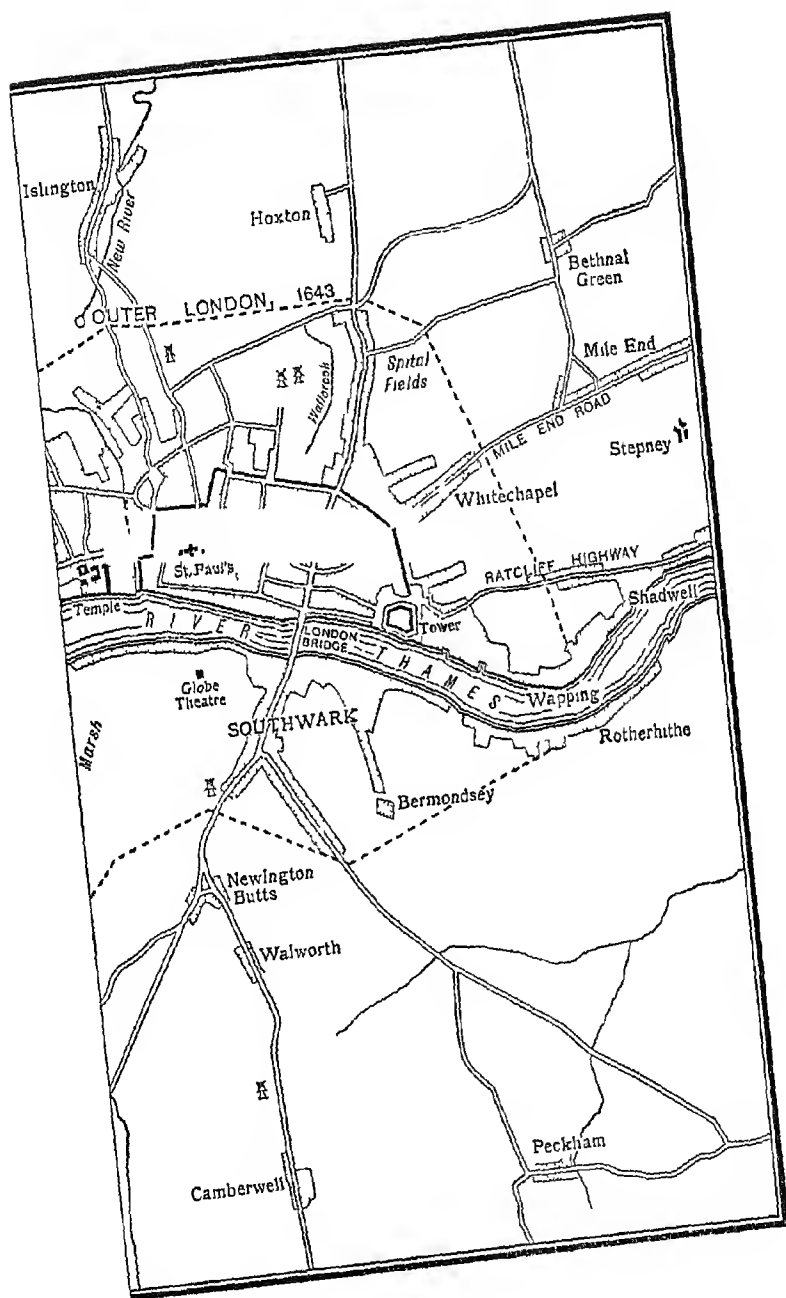 Islington
New River
Hoxton
Bethnal
Green
OUTER LONDON, 1643
Mile End
Spital
Fields
Wallbrook
MILE END ROAD
Stepney
Whitechapel
St. Paul's
RATCLIFF HIGHWAY
Shadwell
Temple
Tower
RIVER THAMES
LONDON
BRIDGE
Wapping
Globe
Theatre
SOUTHWARK
Rotherhithe
Marsh
Bermondsey
Newington
Butts
Walworth
Peckham
Camberwell